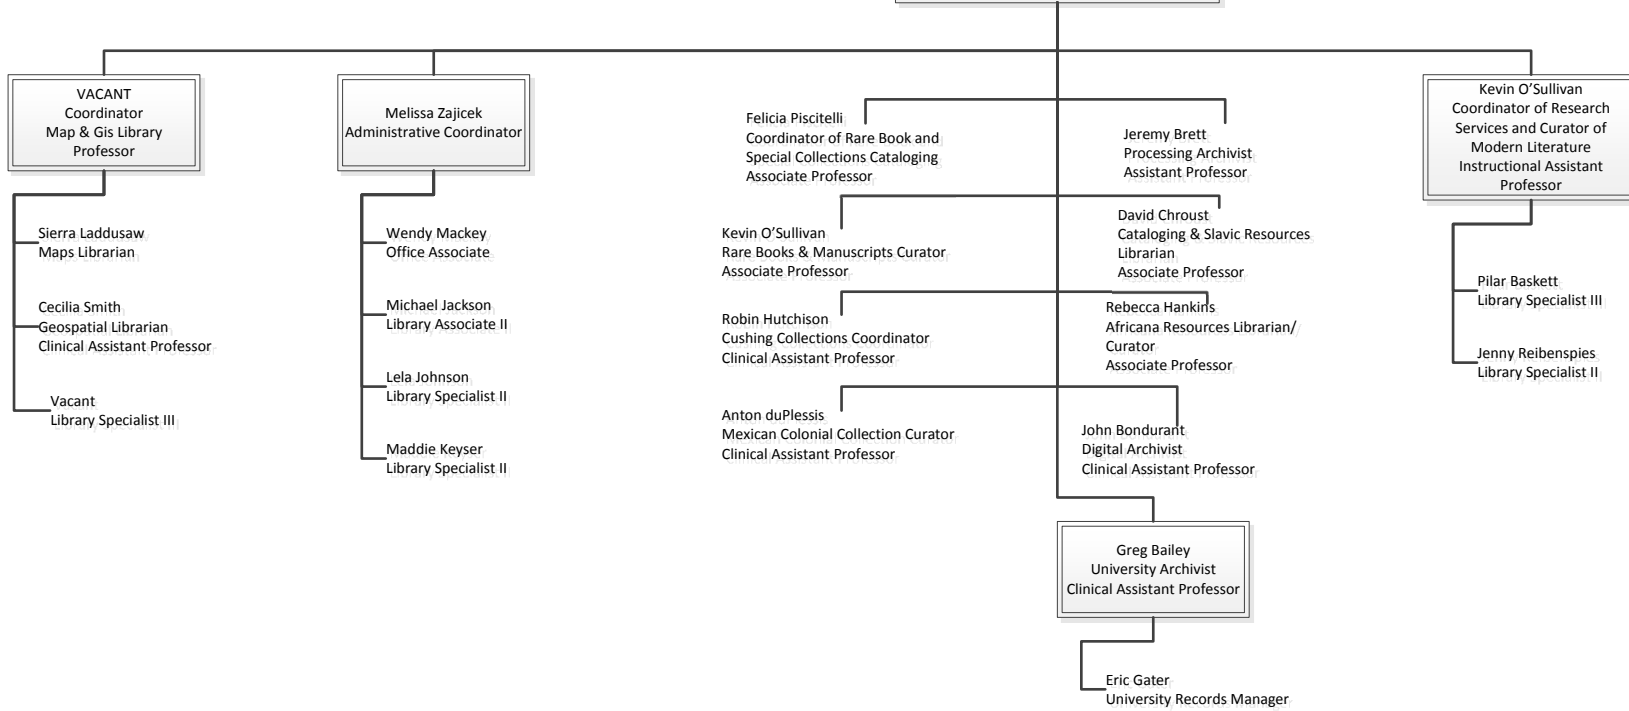 VACANT
Coordinator
Map & Gis Library
Professor
Sierra Laddusaw
Maps Librarian
Cecilia Smith
Geospatial Librarian
Clinical Assistant Professor
Vacant
Library Specialist III
Melissa Zajicek
Administrative Coordinator
Wendy Mackey
Office Associate
Michael Jackson
Library Associate II
Lela Johnson
Library Specialist II
Maddie Keyser
Library Specialist II
Felicia Piscitelli
Coordinator of Rare Book and
Special Collections Cataloging
Associate Professor
Jeremy Brett
Processing Archivist
Assistant Professor
Kevin O’Sullivan
Rare Books & Manuscripts Curator
Associate Professor
David Chroust
Cataloging & Slavic Resources
Librarian
Associate Professor
Robin Hutchison
Cushing Collections Coordinator
Clinical Assistant Professor
Rebecca Hankins
Africana Resources Librarian/
Curator
Associate Professor
Anton duPlessis
Mexican Colonial Collection Curator
Clinical Assistant Professor
John Bondurant
Digital Archivist
Clinical Assistant Professor
Greg Bailey
University Archivist
Clinical Assistant Professor
Eric Gater
University Records Manager
Kevin O’Sullivan
Coordinator of Research
Services and Curator of
Modern Literature
Instructional Assistant
Professor
Pilar Baskett
Library Specialist III
Jenny Reibenspies
Library Specialist II